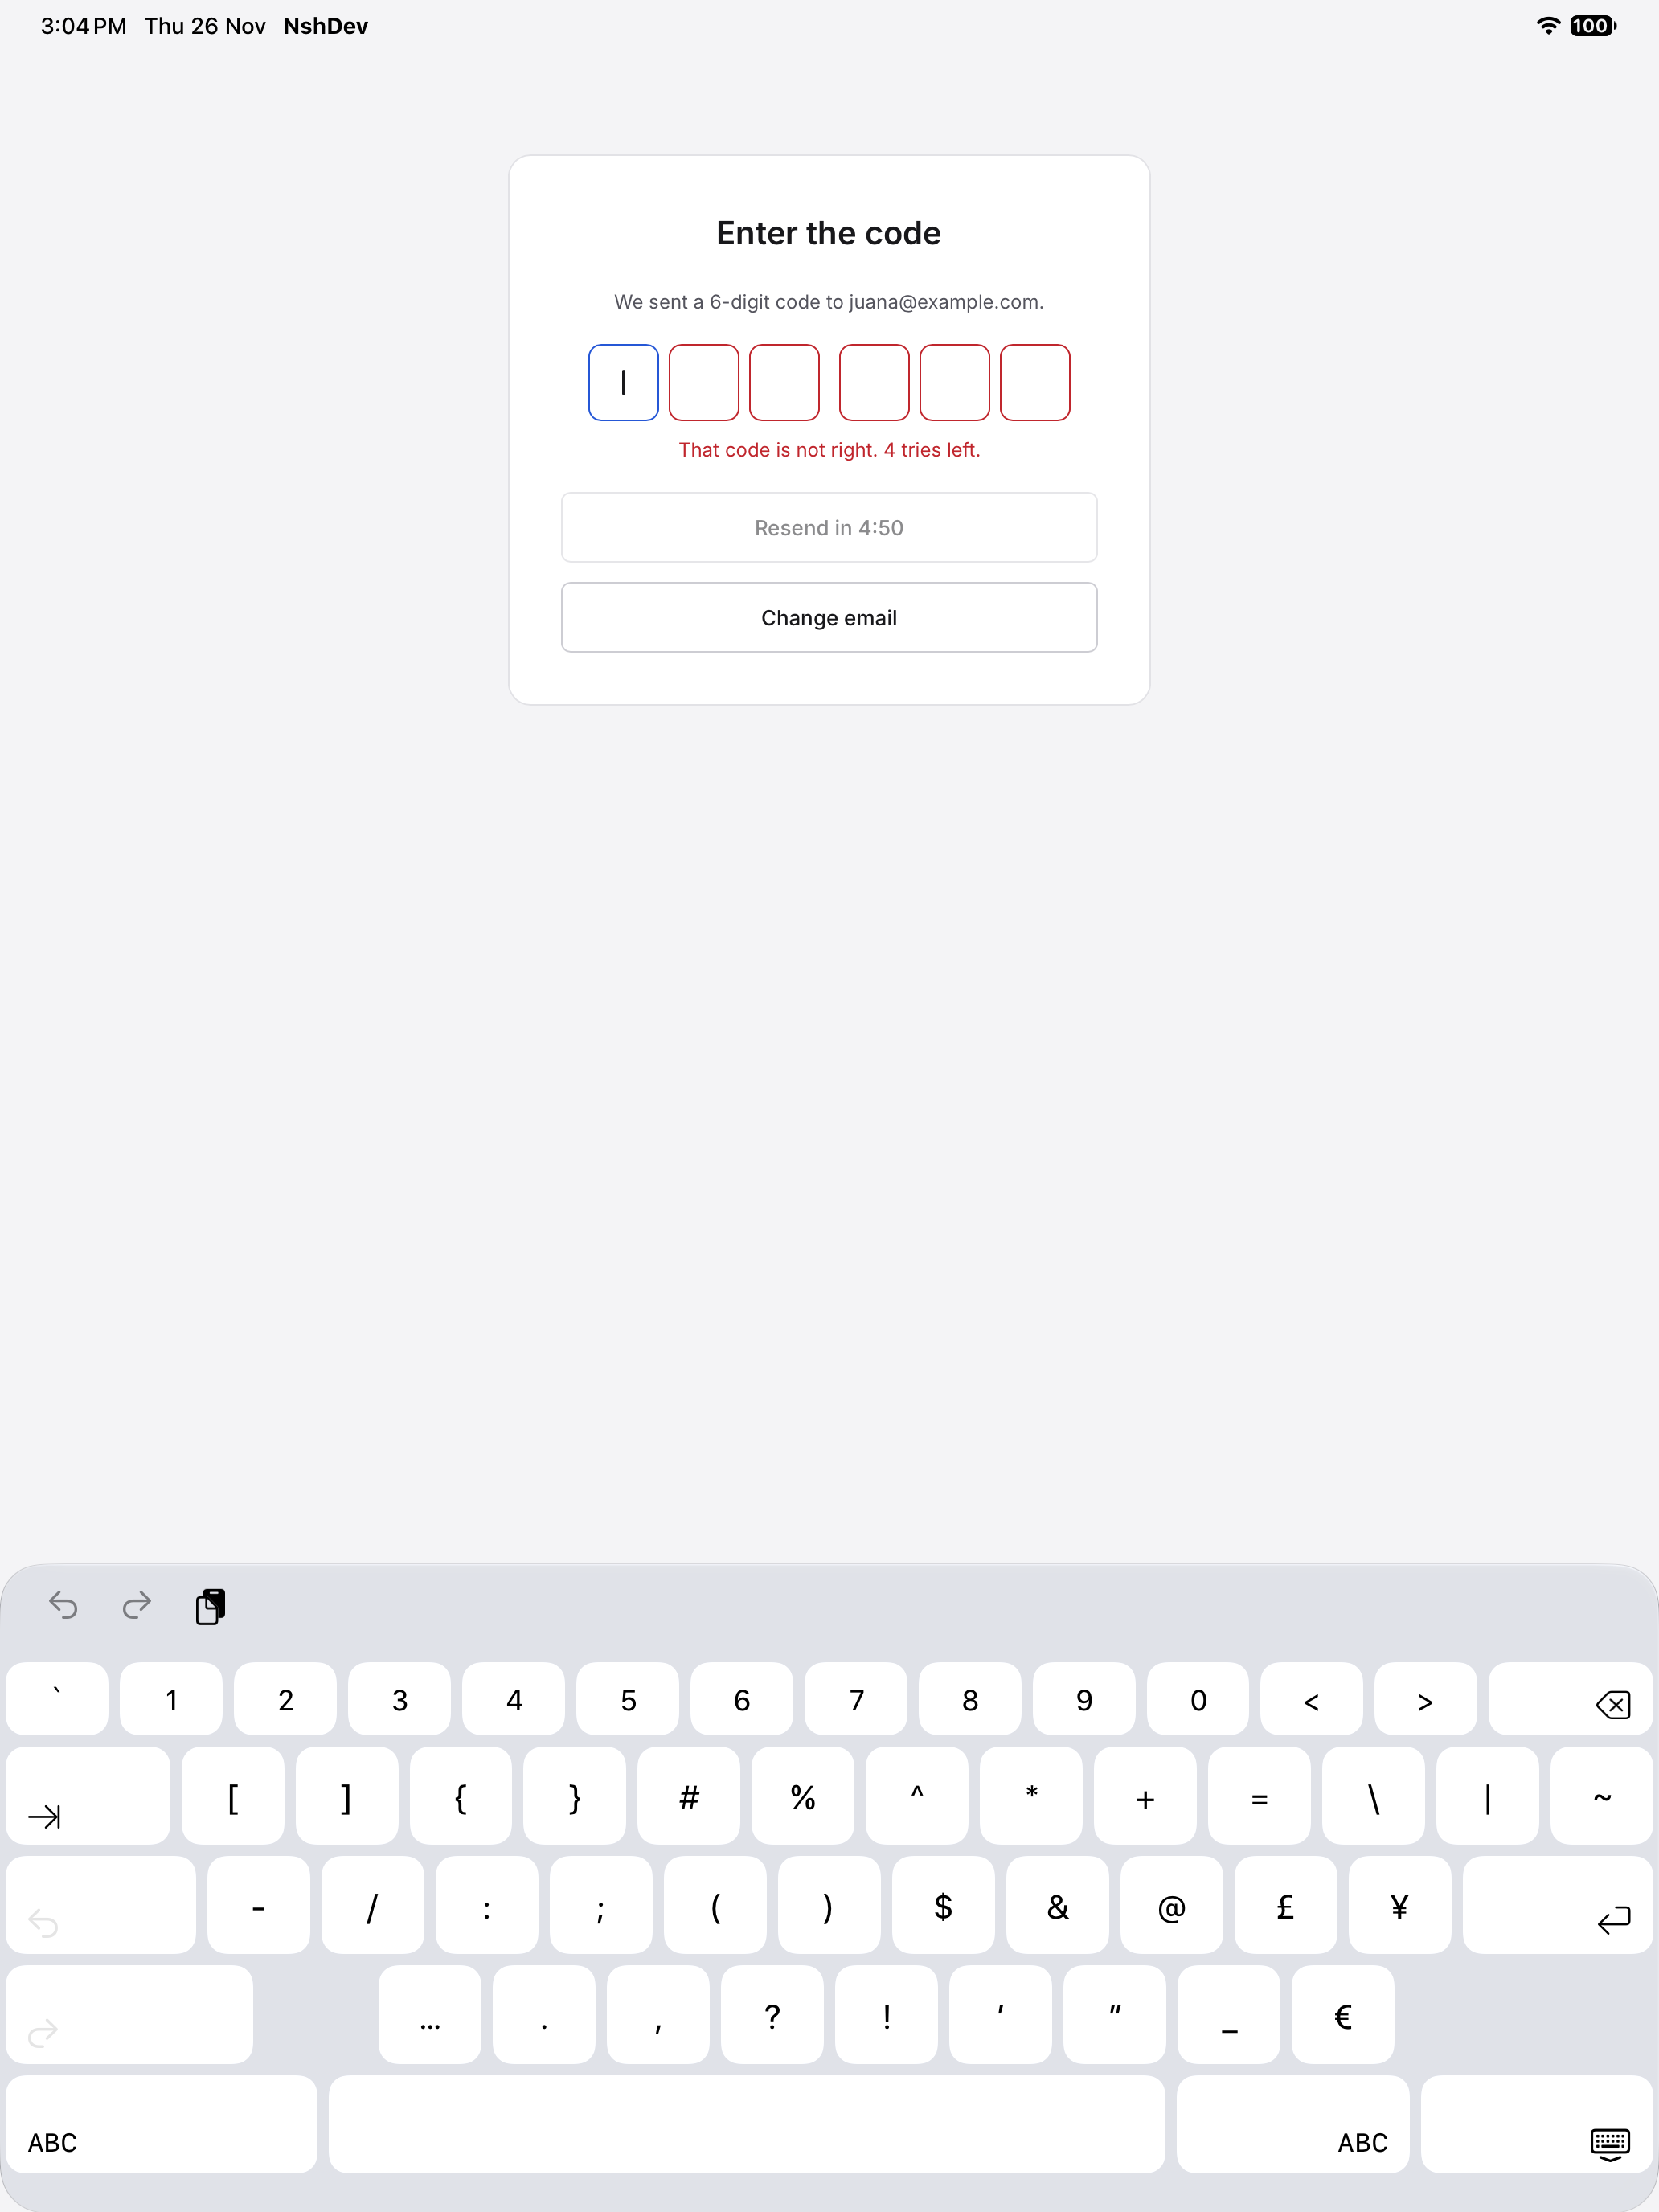 3:04 PM Thu 26 Nov NshDev 100
Enter the code
We sent a 6-digit code to juana@example.com.
That code is not right. 4 tries left.
Resend in 4:50
Change email
` 1 2 3 4 5 6 7 8 9 0 < >
[ ] { } # % ^ * + = \ | ~
- / : ; ( ) $ & @ £ ¥
… . , ? ! ' " _ €
ABC ABC